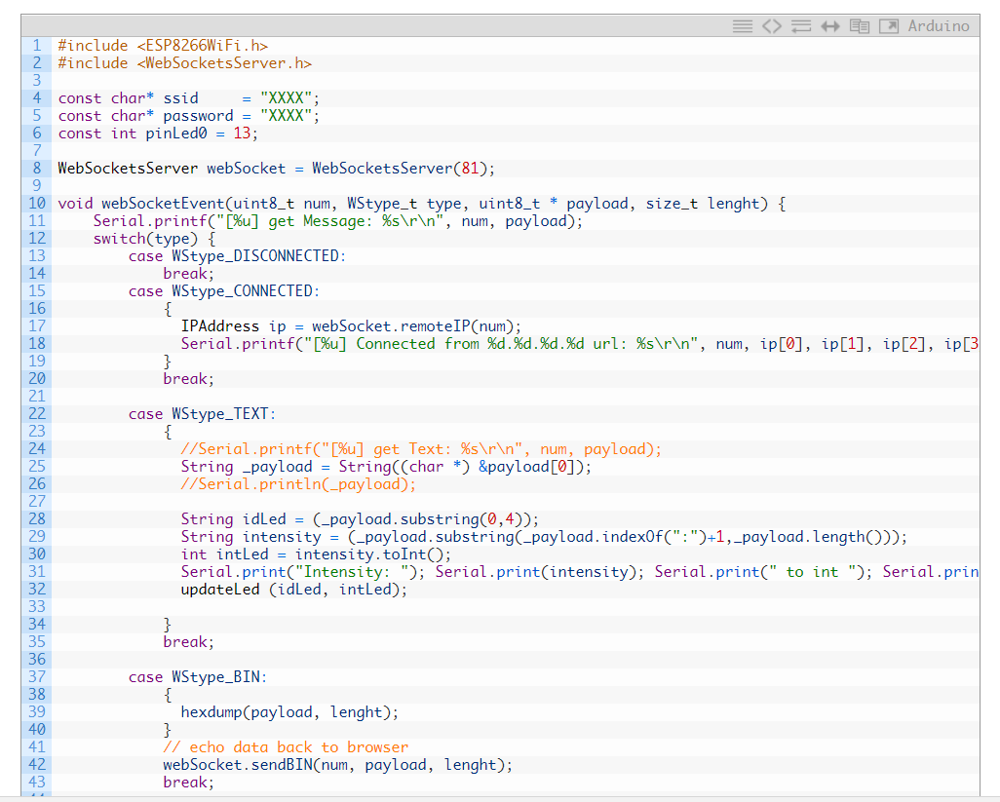 Arduino
1 #include <ESP8266WiFi.h>
2 #include <WebSocketsServer.h>
3
4 const char* ssid     = "XXXX";
5 const char* password = "XXXX";
6 const int pinLed0 = 13;
7
8 WebSocketsServer webSocket = WebSocketsServer(81);
9
10 void webSocketEvent(uint8_t num, WStype_t type, uint8_t * payload, size_t lenght) {
11     Serial.printf("[%u] get Message: %s\r\n", num, payload);
12     switch(type) {
13         case WStype_DISCONNECTED:
14             break;
15         case WStype_CONNECTED:
16             {
17               IPAddress ip = webSocket.remoteIP(num);
18               Serial.printf("[%u] Connected from %d.%d.%d.%d url: %s\r\n", num, ip[0], ip[1], ip[2], ip[3
19             }
20             break;
21
22         case WStype_TEXT:
23             {
24               //Serial.printf("[%u] get Text: %s\r\n", num, payload);
25               String _payload = String((char *) &payload[0]);
26               //Serial.println(_payload);
27
28               String idLed = (_payload.substring(0,4));
29               String intensity = (_payload.substring(_payload.indexOf(":")+1,_payload.length()));
30               int intLed = intensity.toInt();
31               Serial.print("Intensity: "); Serial.print(intensity); Serial.print(" to int "); Serial.prin
32               updateLed (idLed, intLed);
33
34             }
35             break;
36
37         case WStype_BIN:
38             {
39               hexdump(payload, lenght);
40             }
41             // echo data back to browser
42             webSocket.sendBIN(num, payload, lenght);
43             break;